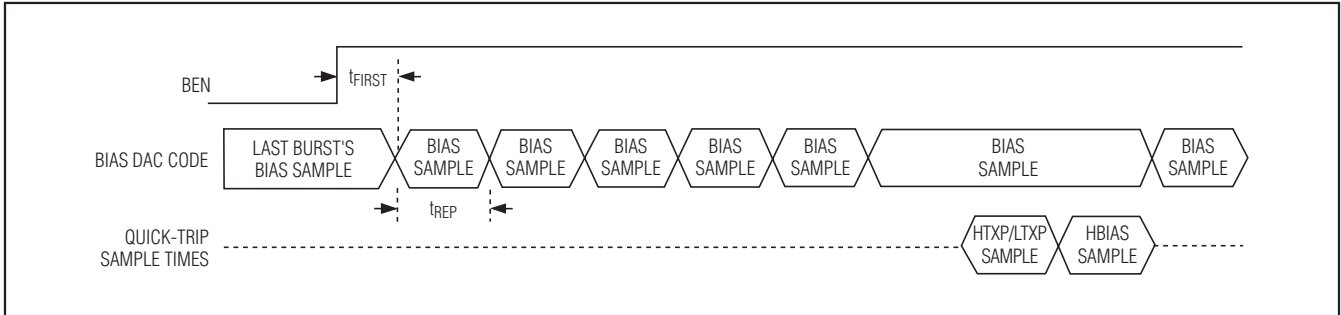 BEN
tFIRST
BIAS DAC CODE
LAST BURST'S
BIAS SAMPLE
BIAS
SAMPLE
BIAS
SAMPLE
BIAS
SAMPLE
BIAS
SAMPLE
BIAS
SAMPLE
BIAS
SAMPLE
BIAS
SAMPLE
tREP
QUICK-TRIP
SAMPLE TIMES
HTXP/LTXP
SAMPLE
HBIAS
SAMPLE